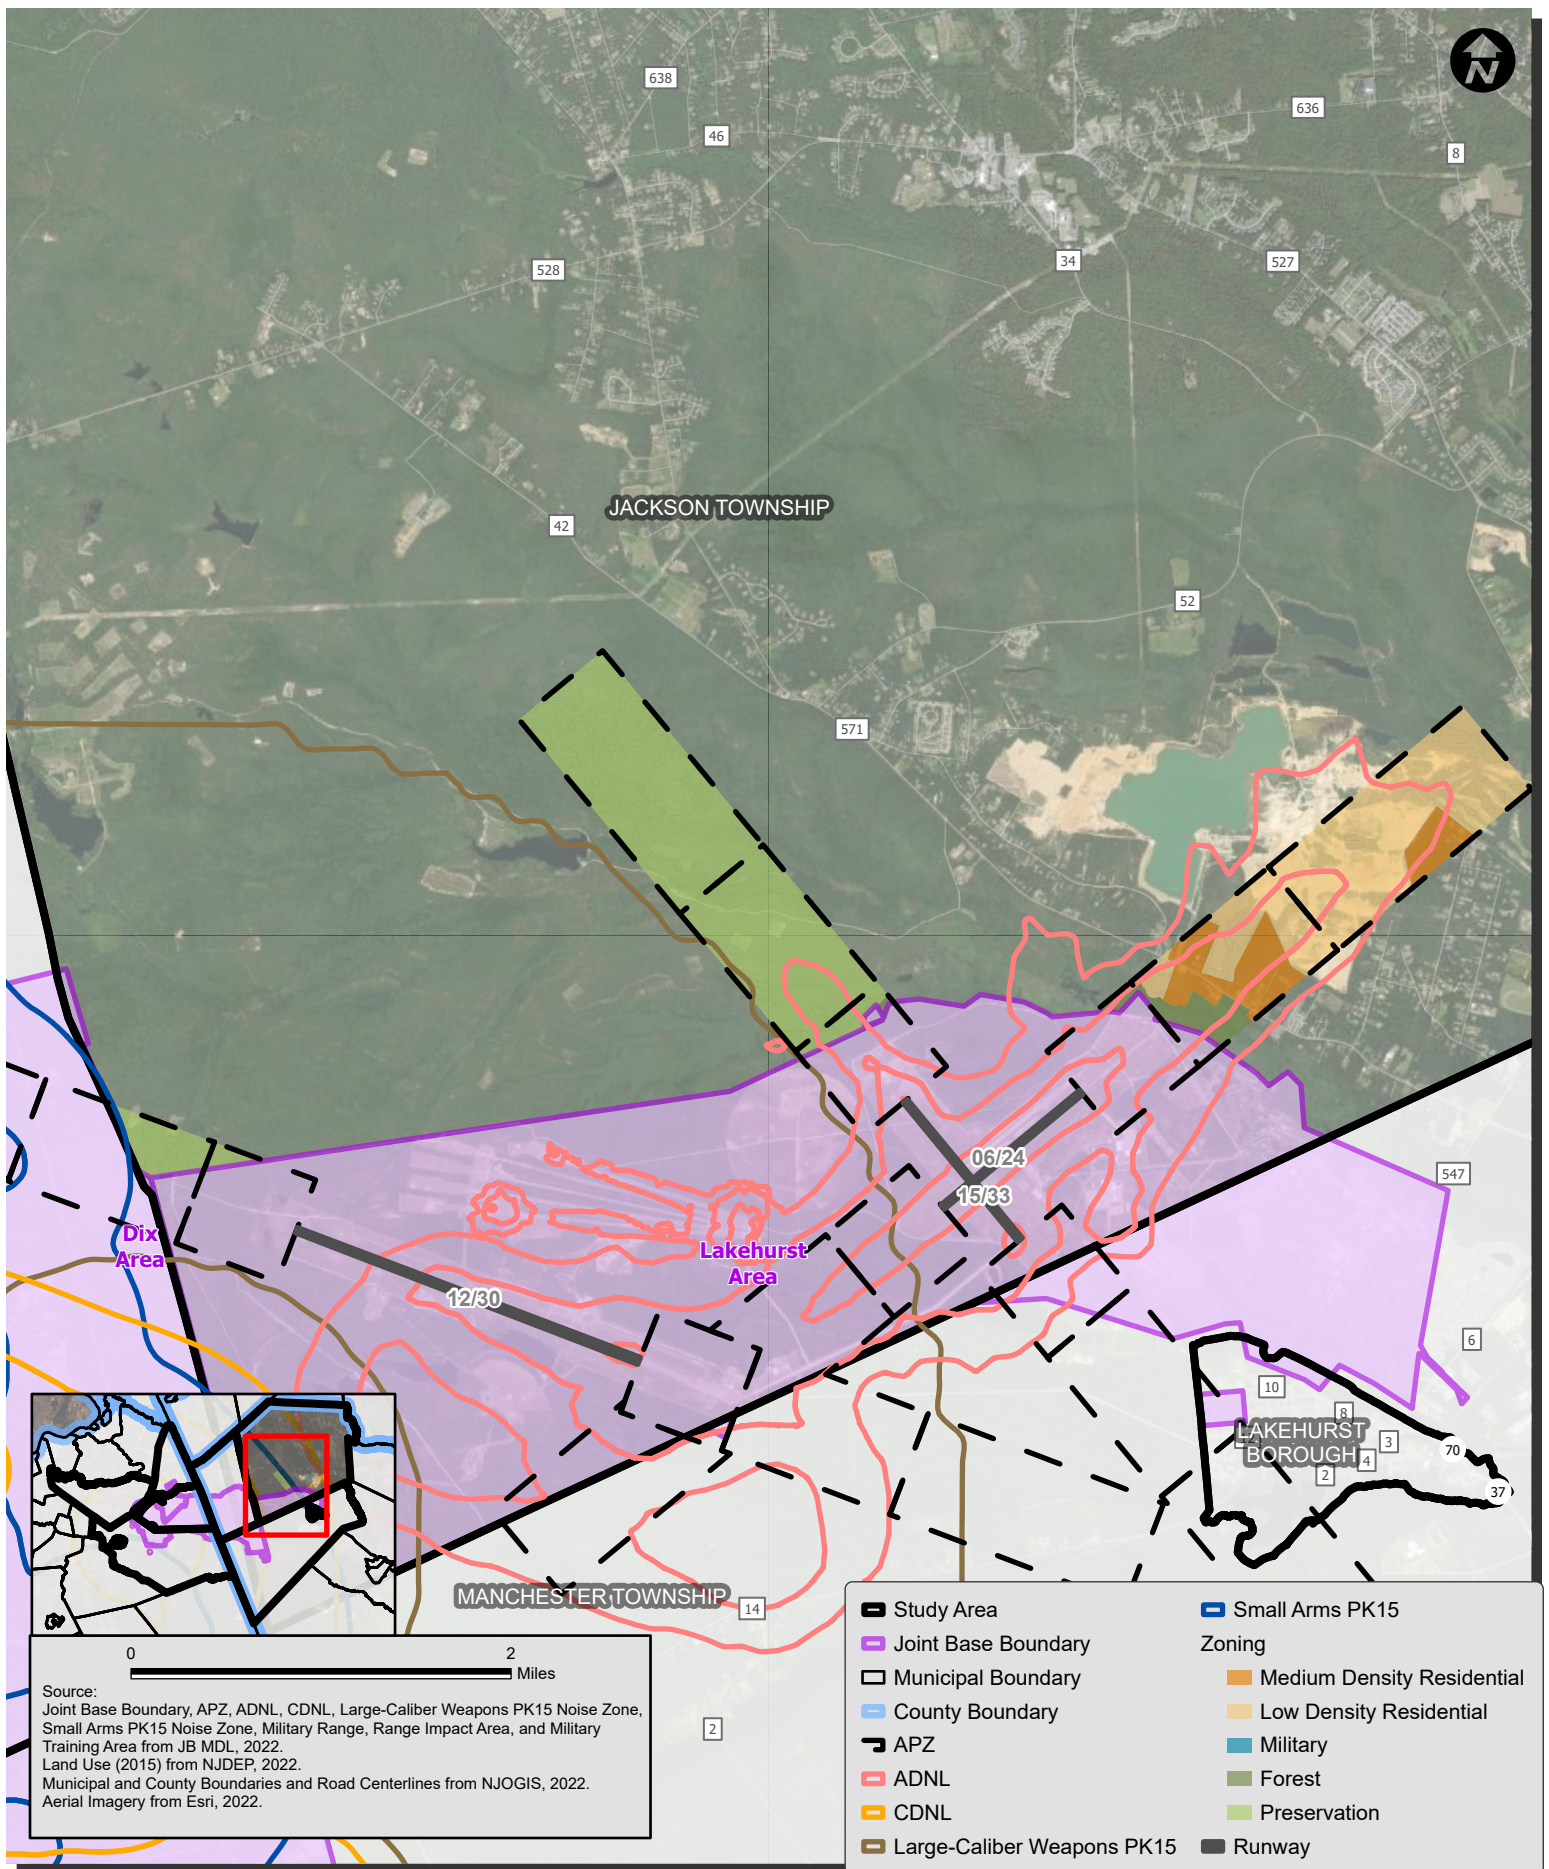 N
638
636
46
8
528
34
527
JACKSON TOWNSHIP
42
52
571
06/24
547
15/33
Dix
Area
Lakehurst
Area
12/30
6
10
8
LAKEHURST
BOROUGH
3
70
4
2
37
MANCHESTER TOWNSHIP
14
2
0 2
Miles
Source:
Joint Base Boundary, APZ, ADNL, CDNL, Large-Caliber Weapons PK15 Noise Zone,
Small Arms PK15 Noise Zone, Military Range, Range Impact Area, and Military
Training Area from JB MDL, 2022.
Land Use (2015) from NJDEP, 2022.
Municipal and County Boundaries and Road Centerlines from NJOGIS, 2022.
Aerial Imagery from Esri, 2022.
Study Area
Joint Base Boundary
Municipal Boundary
County Boundary
APZ
ADNL
CDNL
Large-Caliber Weapons PK15
Small Arms PK15
Zoning
Medium Density Residential
Low Density Residential
Military
Forest
Preservation
Runway